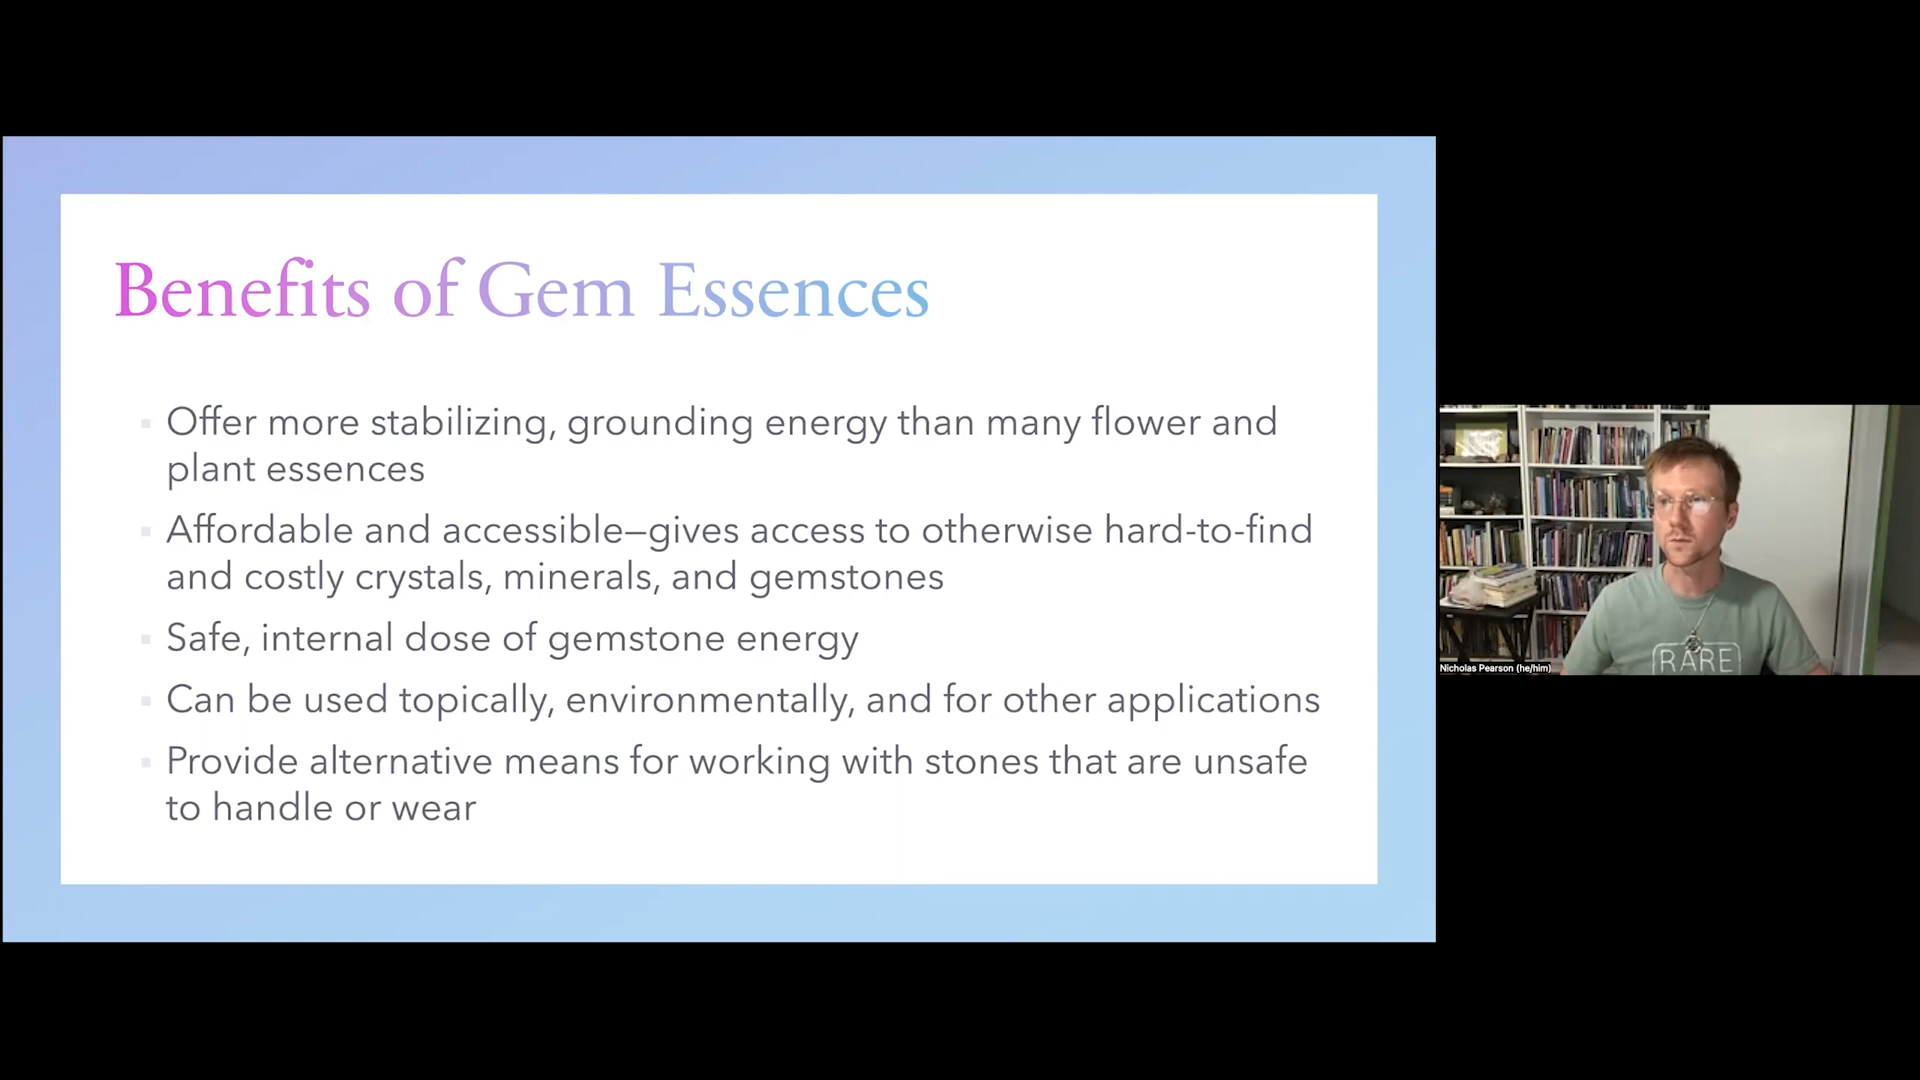 Benefits of Gem Essences
Offer more stabilizing, grounding energy than many flower and
plant essences
Affordable and accessible—gives access to otherwise hard-to-find
and costly crystals, minerals, and gemstones
Safe, internal dose of gemstone energy
Can be used topically, environmentally, and for other applications
Provide alternative means for working with stones that are unsafe
to handle or wear
RARE
Nicholas Pearson (he/him)